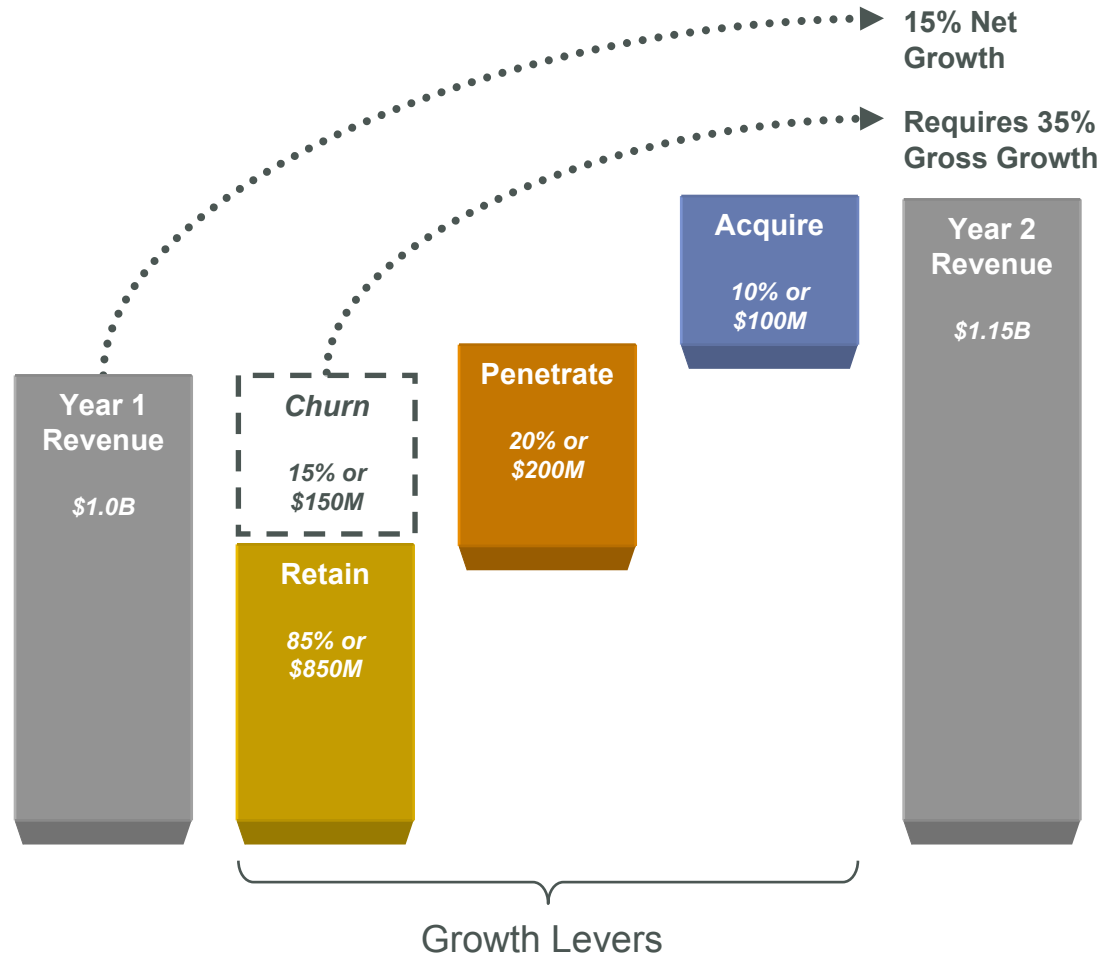 15% Net
Growth
Requires 35%
Gross Growth
Year 1
Revenue
$1.0B
Churn
15% or
$150M
Retain
85% or
$850M
Penetrate
20% or
$200M
Acquire
10% or
$100M
Year 2
Revenue
$1.15B
Growth Levers